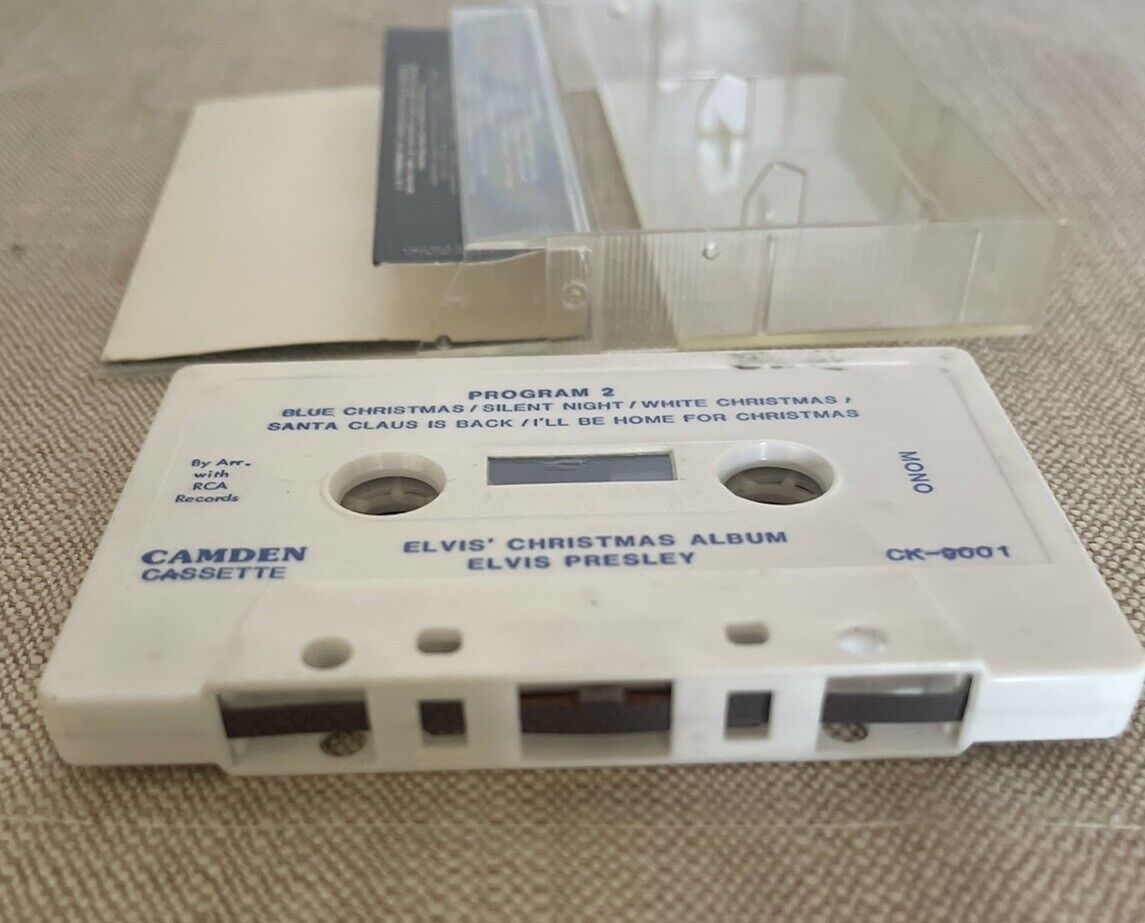 PROGRAM 2
BLUE CHRISTMAS / SILENT NIGHT / WHITE CHRISTMAS /
SANTA CLAUS IS BACK / I'LL BE HOME FOR CHRISTMAS
By Arr.
with
RCA
Records
MONO
ELVIS' CHRISTMAS ALBUM
ELVIS PRESLEY
CAMDEN
CASSETTE
CK-9001